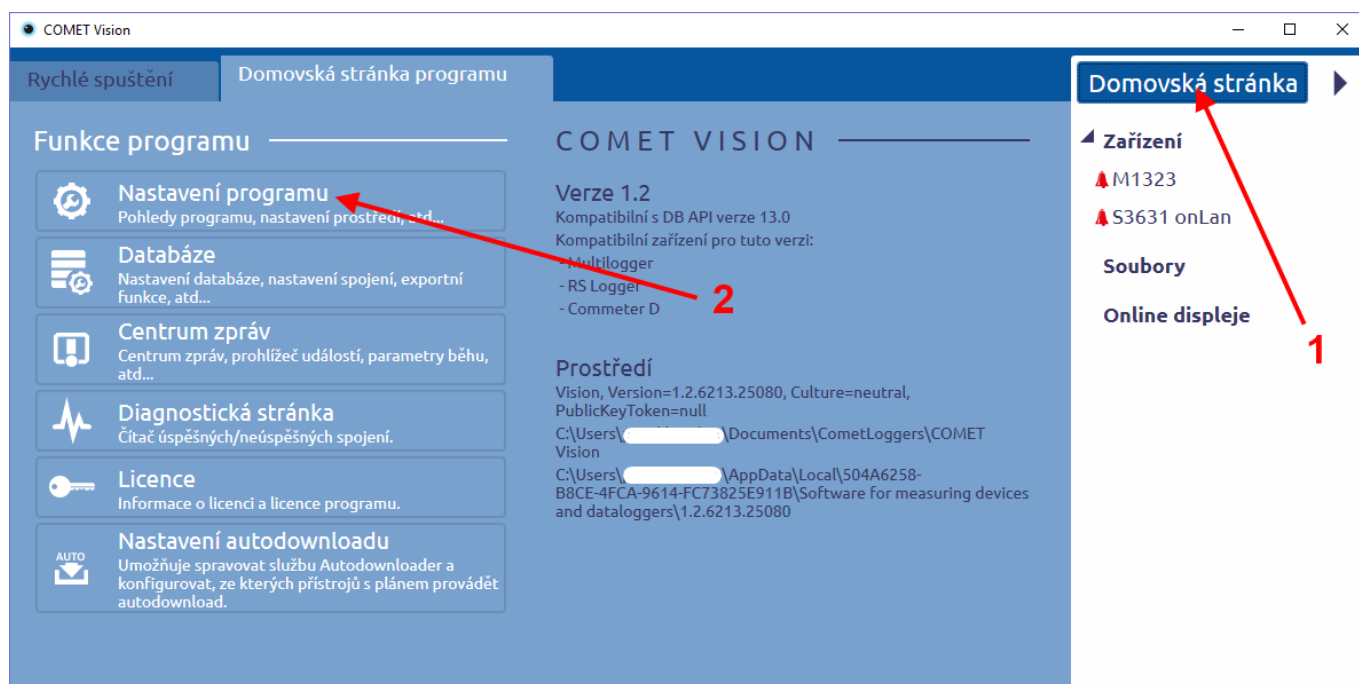 COMET Vision
Rychlé spuštění
Domovská stránka programu
Funkce programu
Nastavení programu
Pohledy programu, nastavení prostředí, atd...
Databáze
Nastavení databáze, nastavení spojení, exportní
funkce, atd...
Centrum zpráv
Centrum zpráv, prohlížeč událostí, parametry běhu,
atd...
Diagnostická stránka
Čítač úspěšných/neúspěšných spojení.
Licence
Informace o licenci a licence programu.
AUTO
Nastavení autodownloadu
Umožňuje spravovat službu Autodownloader a
konfigurovat, ze kterých přístrojů s plánem provádět
autodownload.
COMET VISION
Verze 1.2
Kompatibilní s DB API verze 13.0
Kompatibilní zařízení pro tuto verzi:
- Multilogger
- RS Logger
- Commeter D
2
Prostředí
Vision, Version=1.2.6213.25080, Culture=neutral,
PublicKeyToken=null
C:\Users\ \Documents\CometLoggers\COMET
Vision
C:\Users\ \AppData\Local\504A6258-
B8CE-4FCA-9614-FC73825E911B\Software for measuring devices
and dataloggers\1.2.6213.25080
Domovská stránka
Zařízení
M1323
S3631 onLan
Soubory
Online displeje
1